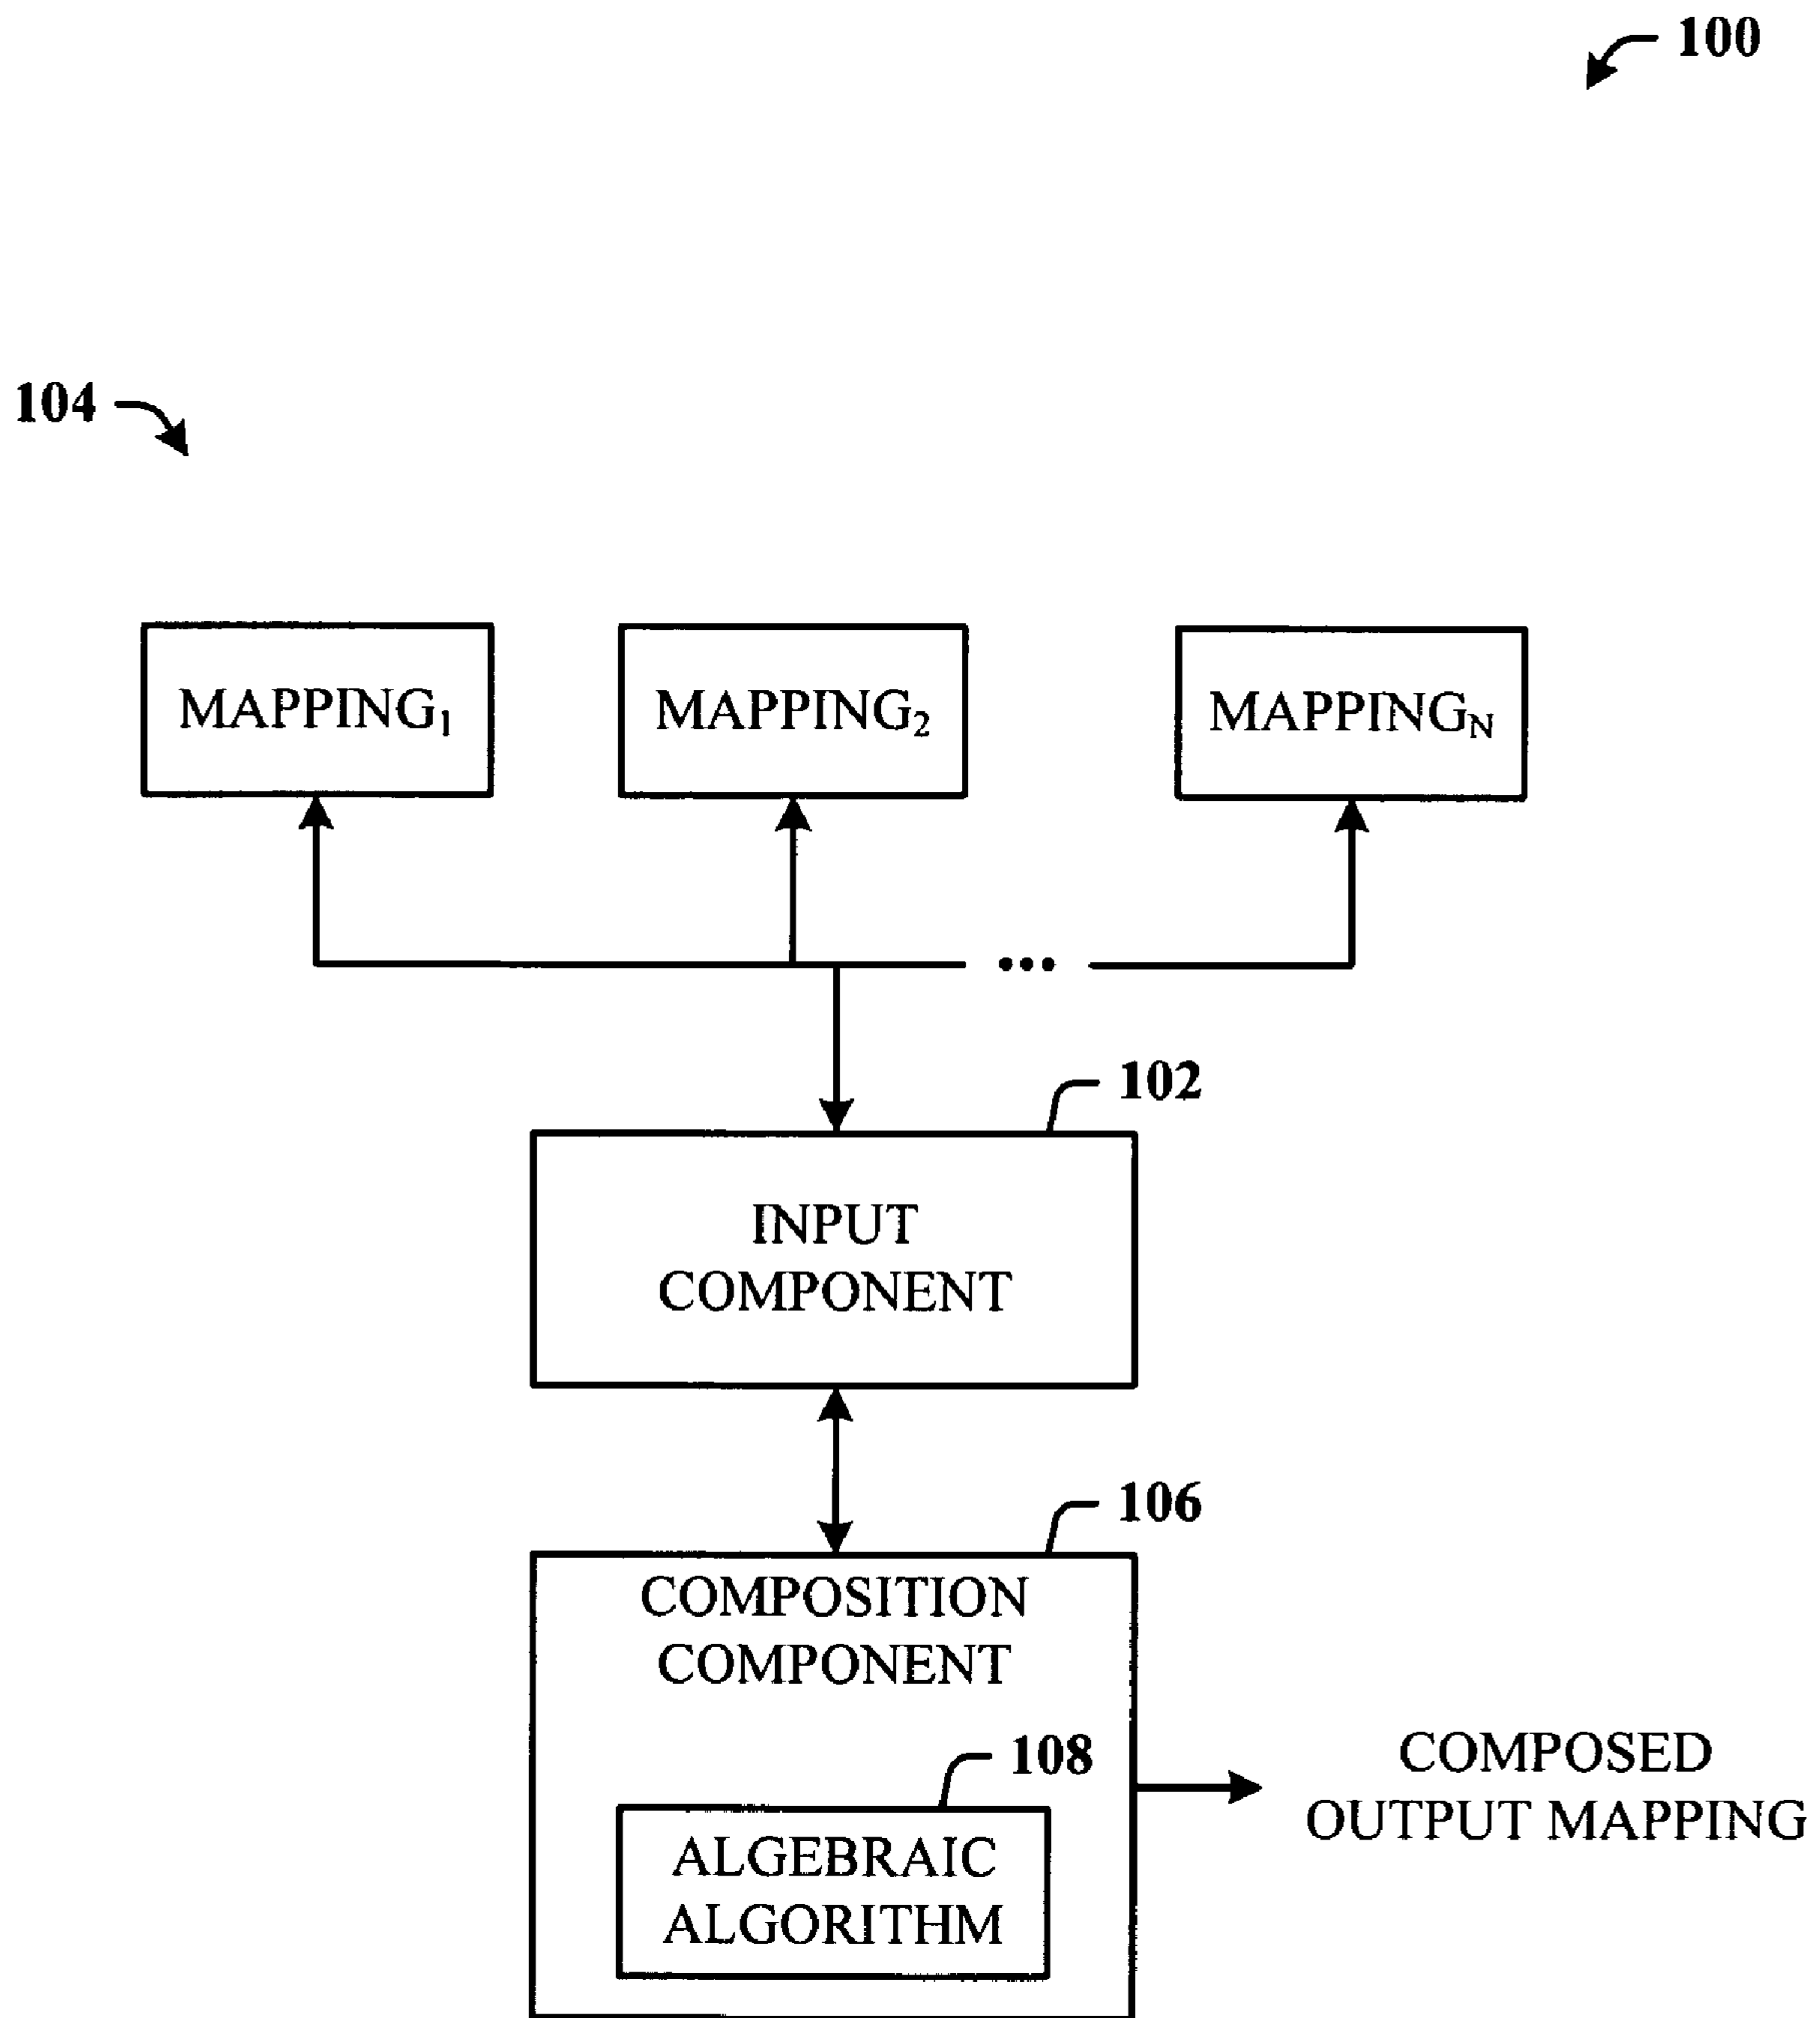 100
104
MAPPING₁
MAPPING₂
MAPPINGN
•••
102
INPUT
COMPONENT
106
COMPOSITION
COMPONENT
108
ALGEBRAIC
ALGORITHM
COMPOSED
OUTPUT MAPPING